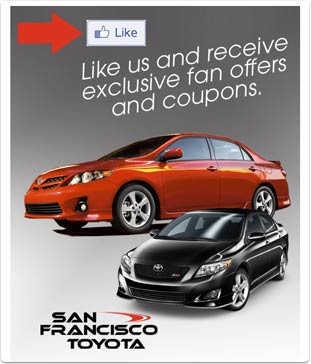 Like
Like us and receive
exclusive fan offers
and coupons.
SAN
FRANCISCO
TOYOTA